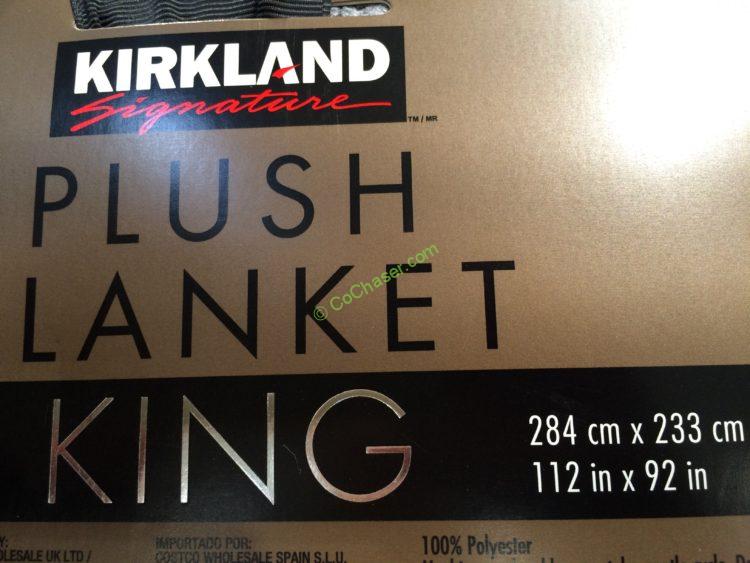 KIRKLAND
Signature
TM / MR
PLUSH
LANKET
© CoChaser.com
KING
284 cm x 233 cm
112 in x 92 in
Y:
OLESALE UK LTD /
IMPORTADO POR:
COSTCO WHOLESALE SPAIN S.L.U.
100% Polyester